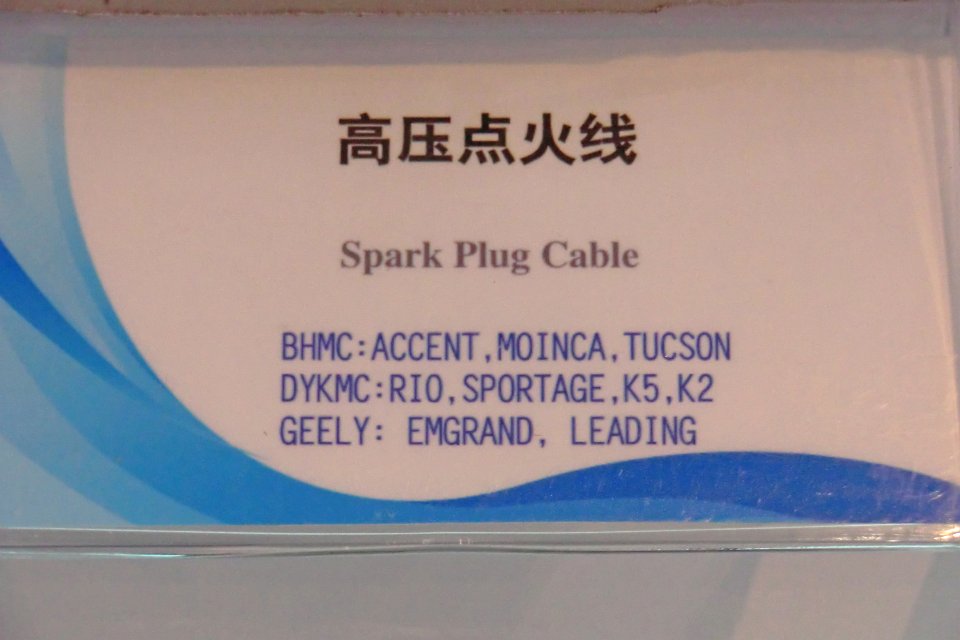 高压点火线
Spark Plug Cable
BHMC:ACCENT,MOINCA,TUCSON
DYKMC:RIO,SPORTAGE,K5,K2
GEELY: EMGRAND, LEADING